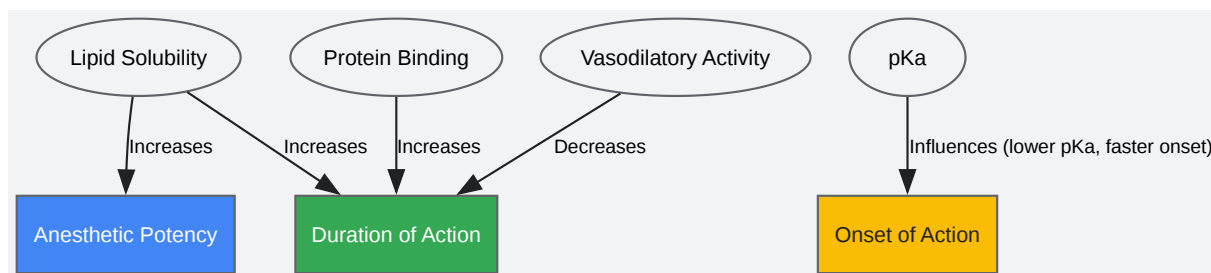 Lipid Solubility
Protein Binding
Vasodilatory Activity
pKa
Increases
Increases
Increases
Decreases
Influences (lower pKa, faster onset)
Anesthetic Potency
Duration of Action
Onset of Action